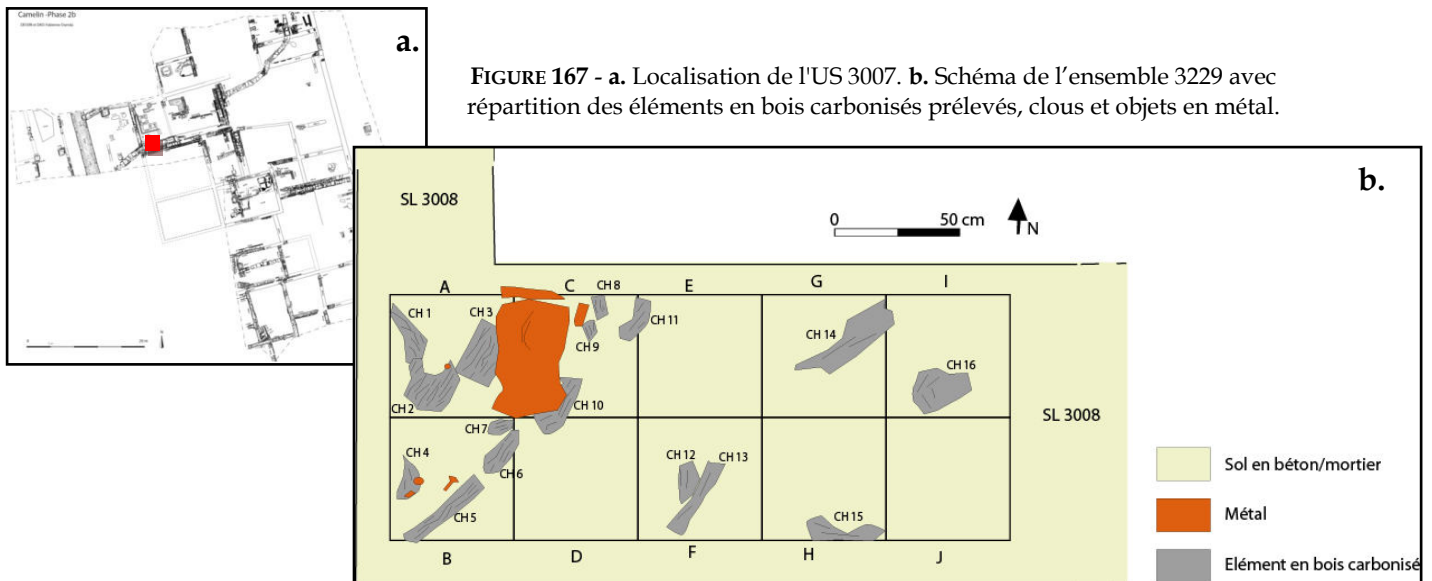 Camelin -Phase 2b
a.
FIGURE 167 - a. Localisation de l'US 3007. b. Schéma de l’ensemble 3229 avec
répartition des éléments en bois carbonisés prélevés, clous et objets en métal.
b.
SL 3008
0 50 cm
N
A C E G I
CH 1
CH 3
CH 8
CH 11
CH 9
CH 14
CH 16
CH 2
CH 10
SL 3008
CH 7
CH 4
CH 6
CH 12
CH 13
CH 5
CH 15
B D F H J
Sol en béton/mortier
Métal
Elément en bois carbonisé